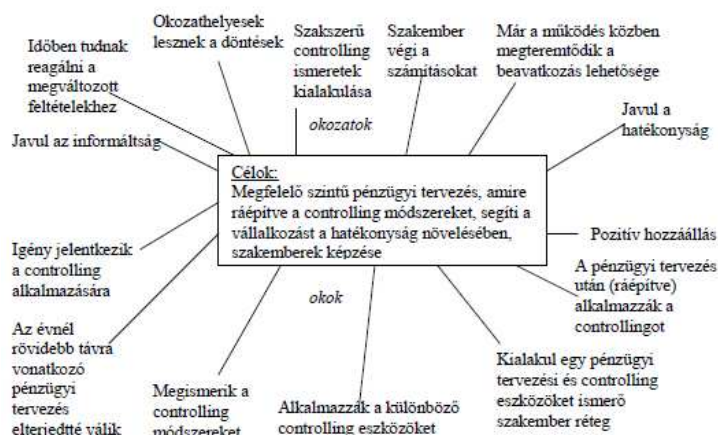 Időben tudnak
reagálni a
megváltozott
feltételekhez
Okozathelyesek
lesznek a döntések
Szakszerű
controlling
ismeretek
kialakulása
Szakember
végi a
számításokat
Már a működés közben
megteremtődik a
beavatkozás lehetősége
Javul a
hatékonyság
Javul az informáltság
okozatok
Célok:
Megfelelő szintű pénzügyi tervezés, amire
ráépítve a controlling módszereket, segíti a
vállalkozást a hatékonyság növelésében,
szakemberek képzése
Igény jelentkezik
a controlling
alkalmazására
Pozitív hozzáállás
A pénzügyi tervezés
után (ráépítve)
alkalmazzák a
controllingot
okok
Az évnél
rövidebb távra
vonatkozó
pénzügyi
tervezés
elterjedtté válik
Megismerik a
controlling
módszereket
Alkalmazzák a különböző
controlling eszközöket
Kialakul egy pénzügyi
tervezési és controlling
eszközöket ismerő
szakember réteg